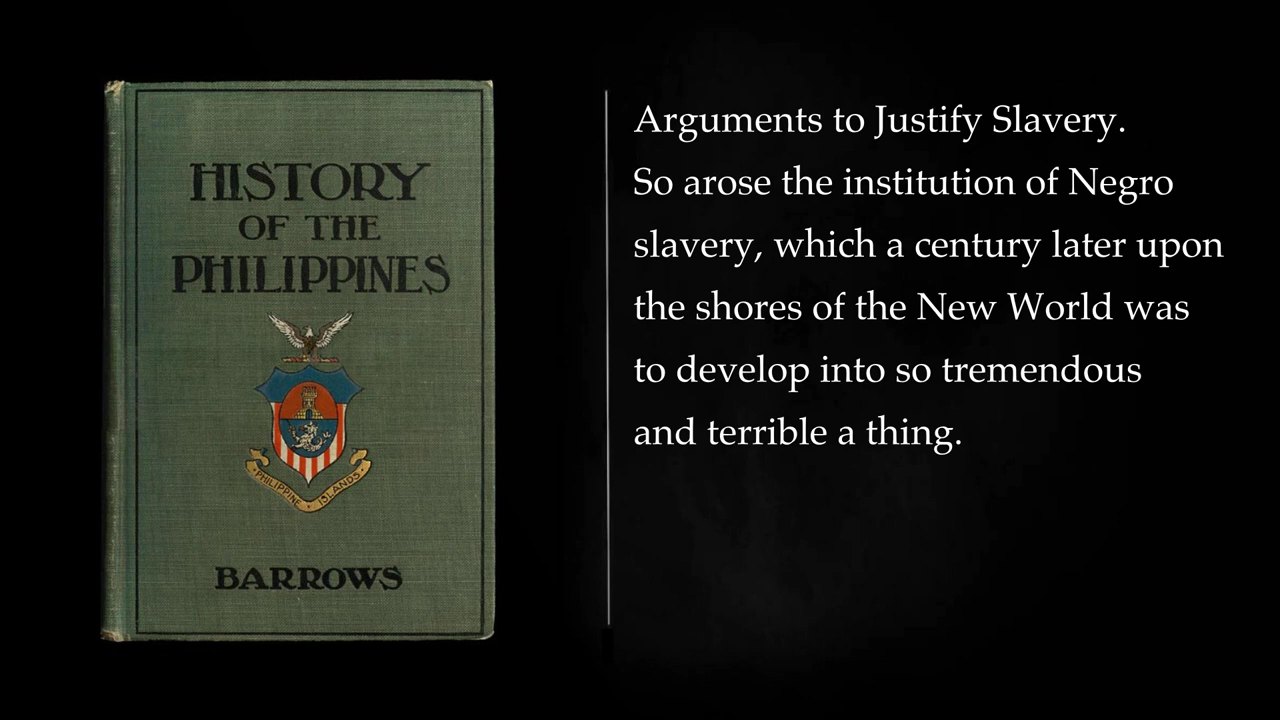 HISTORY
OF THE
PHILIPPINES
PHILIPPINE ISLANDS
BARROWS
Arguments to Justify Slavery.
So arose the institution of Negro
slavery, which a century later upon
the shores of the New World was
to develop into so tremendous
and terrible a thing.